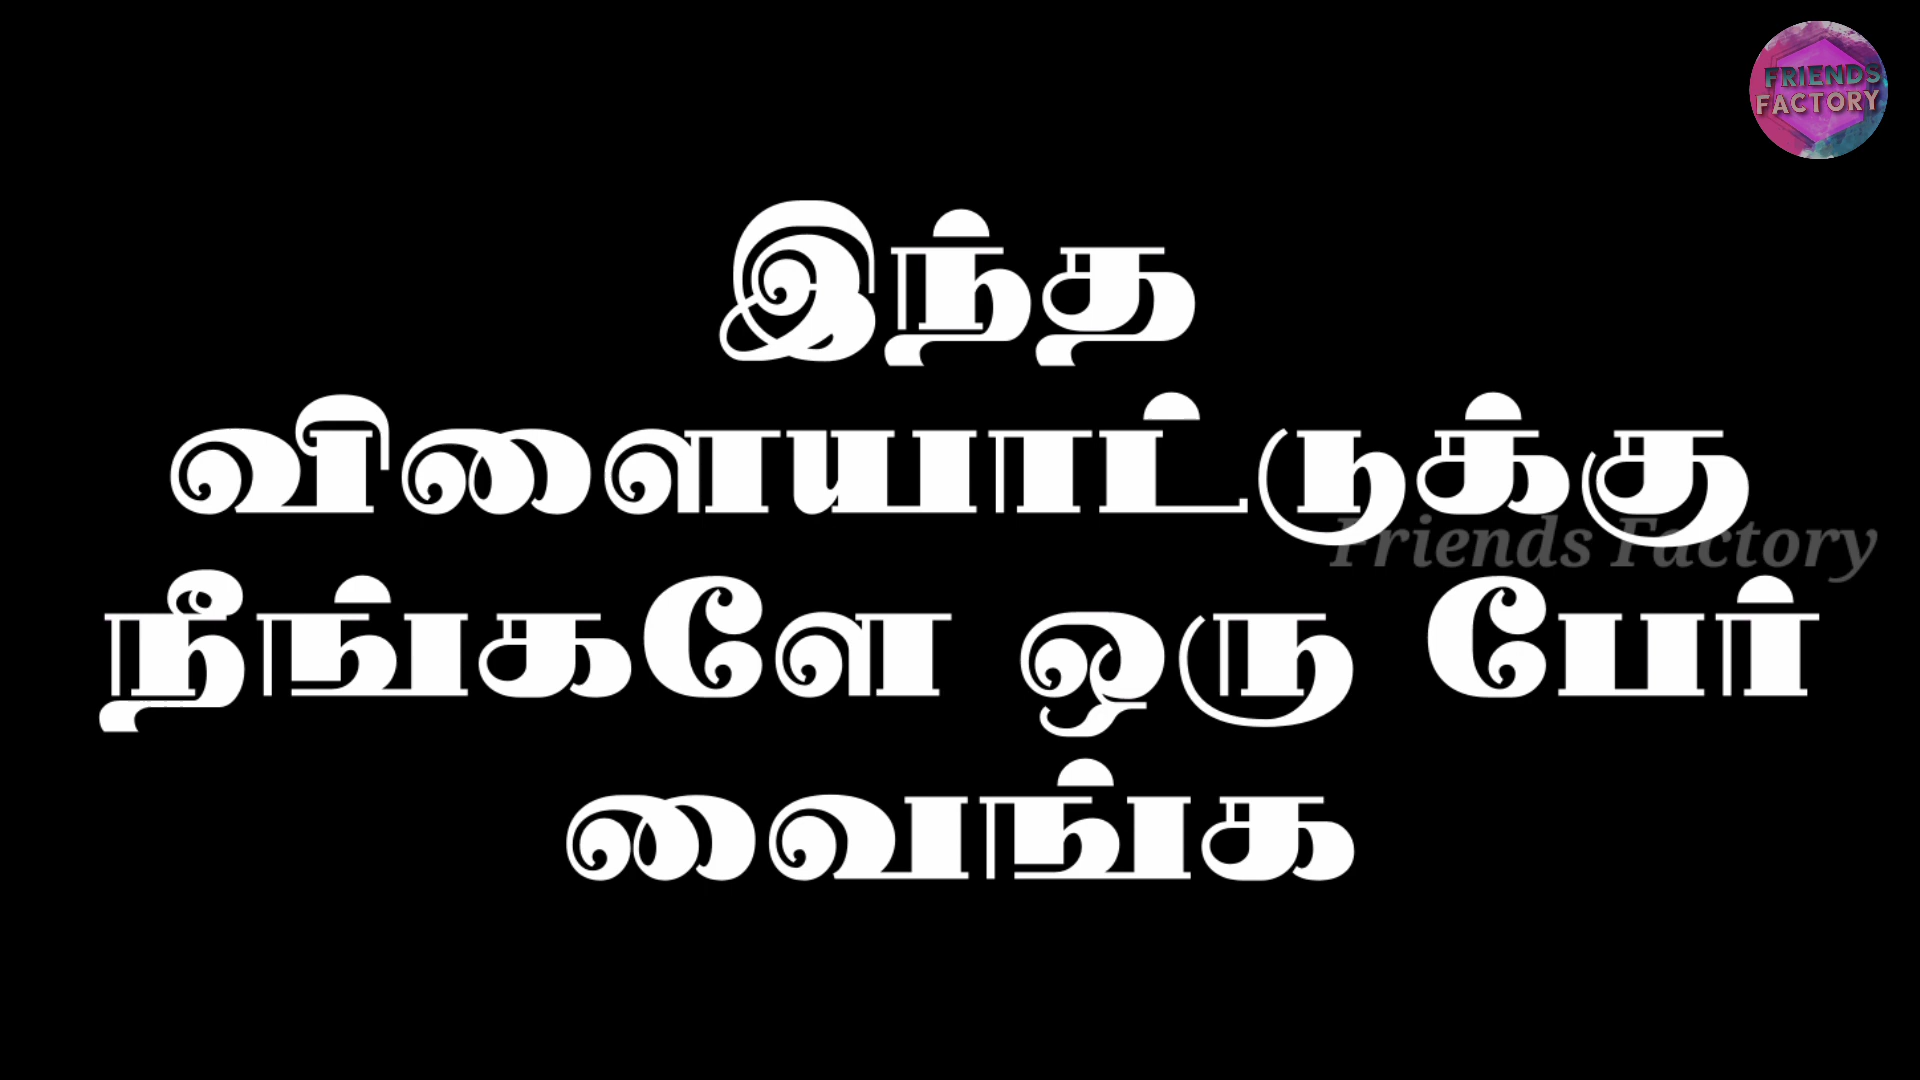 FRIENDS
FACTORY
இந்த
விளையாட்டுக்கு
Friends Factory
நீங்களே ஒரு பேர்
வைங்க